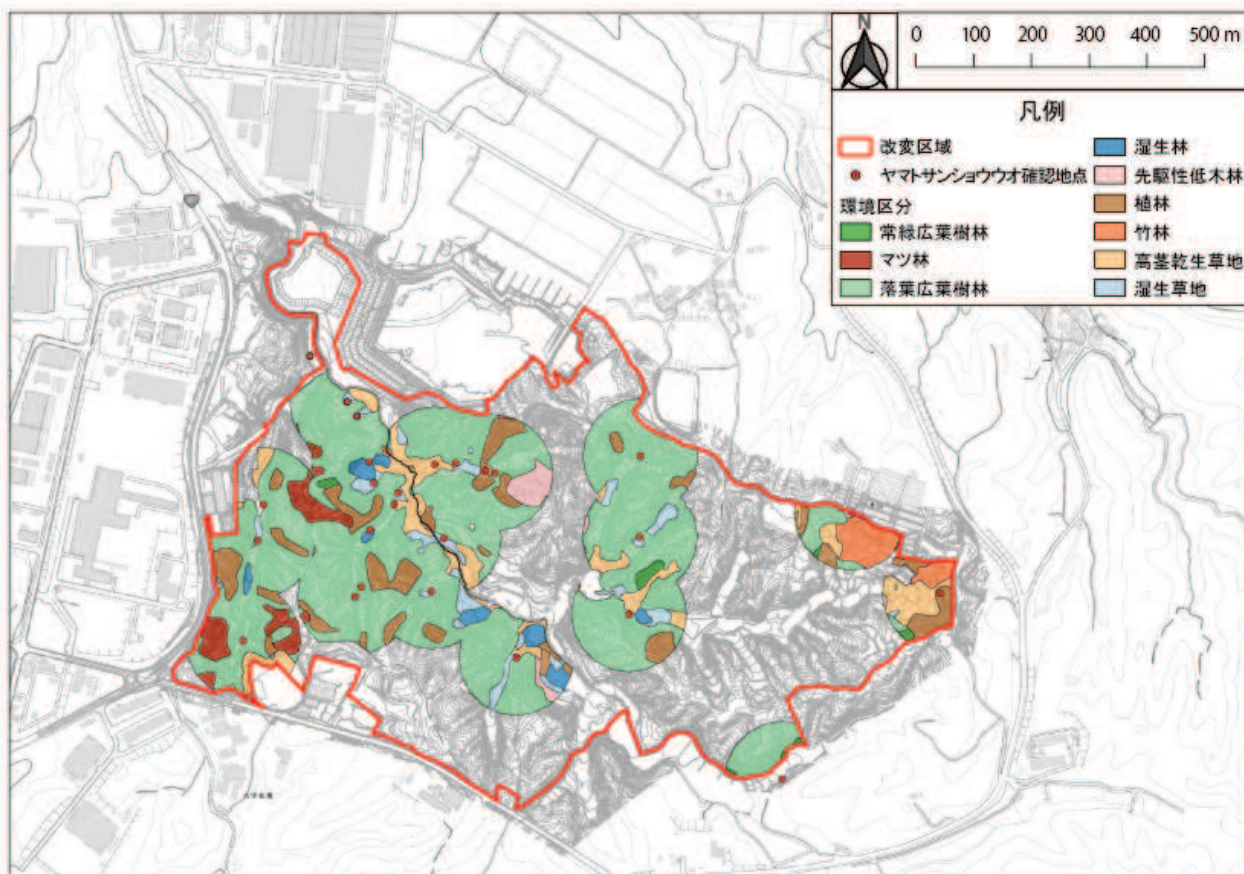 N
0 100 200 300 400 500 m
凡例
改変区域
ヤマトサンショウウオ確認地点
環境区分
常緑広葉樹林
マツ林
落葉広葉樹林
湿生林
先駆性低木林
植林
竹林
高茎乾生草地
湿生草地